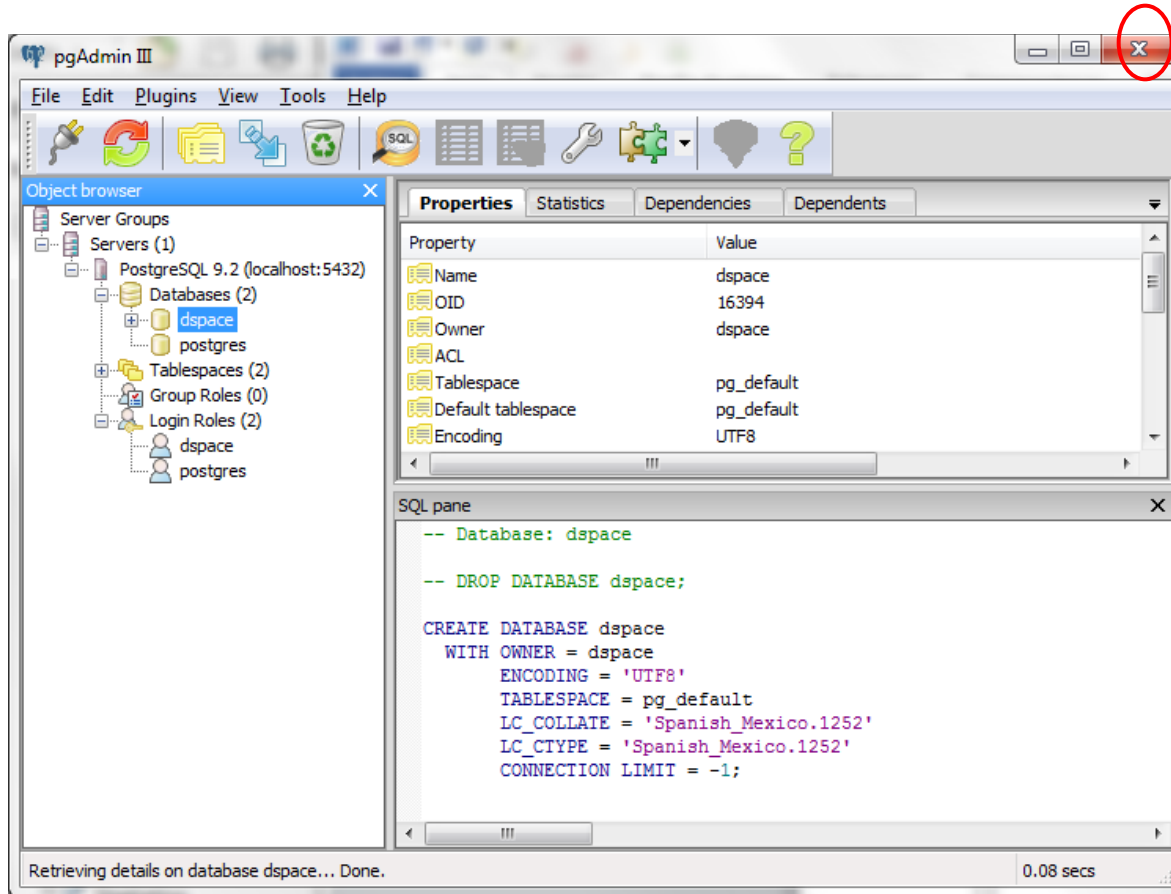 pgAdmin III
File Edit Plugins View Tools Help
SQL
Object browser
Server Groups
Servers (1)
PostgreSQL 9.2 (localhost:5432)
Databases (2)
dspace
postgres
Tablespaces (2)
Group Roles (0)
Login Roles (2)
dspace
postgres
Properties Statistics Dependencies Dependents
Property Value
Name dspace
OID 16394
Owner dspace
ACL
Tablespace pg_default
Default tablespace pg_default
Encoding UTF8
SQL pane
-- Database: dspace
-- DROP DATABASE dspace;
CREATE DATABASE dspace
WITH OWNER = dspace
ENCODING = 'UTF8'
TABLESPACE = pg_default
LC_COLLATE = 'Spanish_Mexico.1252'
LC_CTYPE = 'Spanish_Mexico.1252'
CONNECTION LIMIT = -1;
Retrieving details on database dspace... Done. 0.08 secs